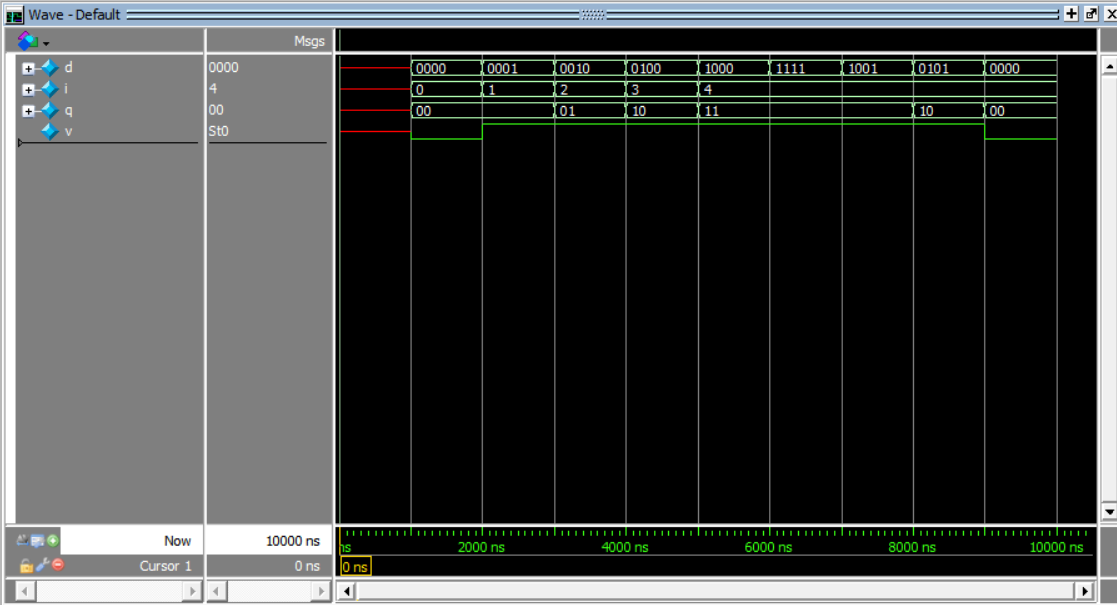 Wave - Default
Msgs
d 0000 0000 0001 0010 0100 1000 1111 1001 0101 0000
i 4 0 1 2 3 4
q 00 00 01 10 11 10 00
v St0
Now 10000 ns ns 2000 ns 4000 ns 6000 ns 8000 ns 10000 ns
Cursor 1 0 ns 0 ns